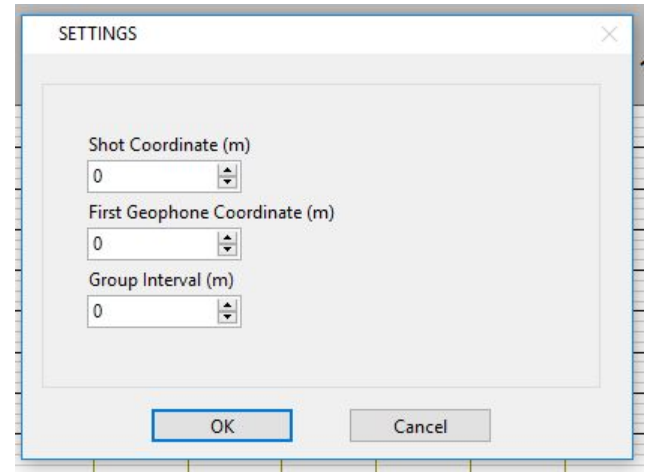 SETTINGS
Shot Coordinate (m)
0
First Geophone Coordinate (m)
0
Group Interval (m)
0
OK Cancel